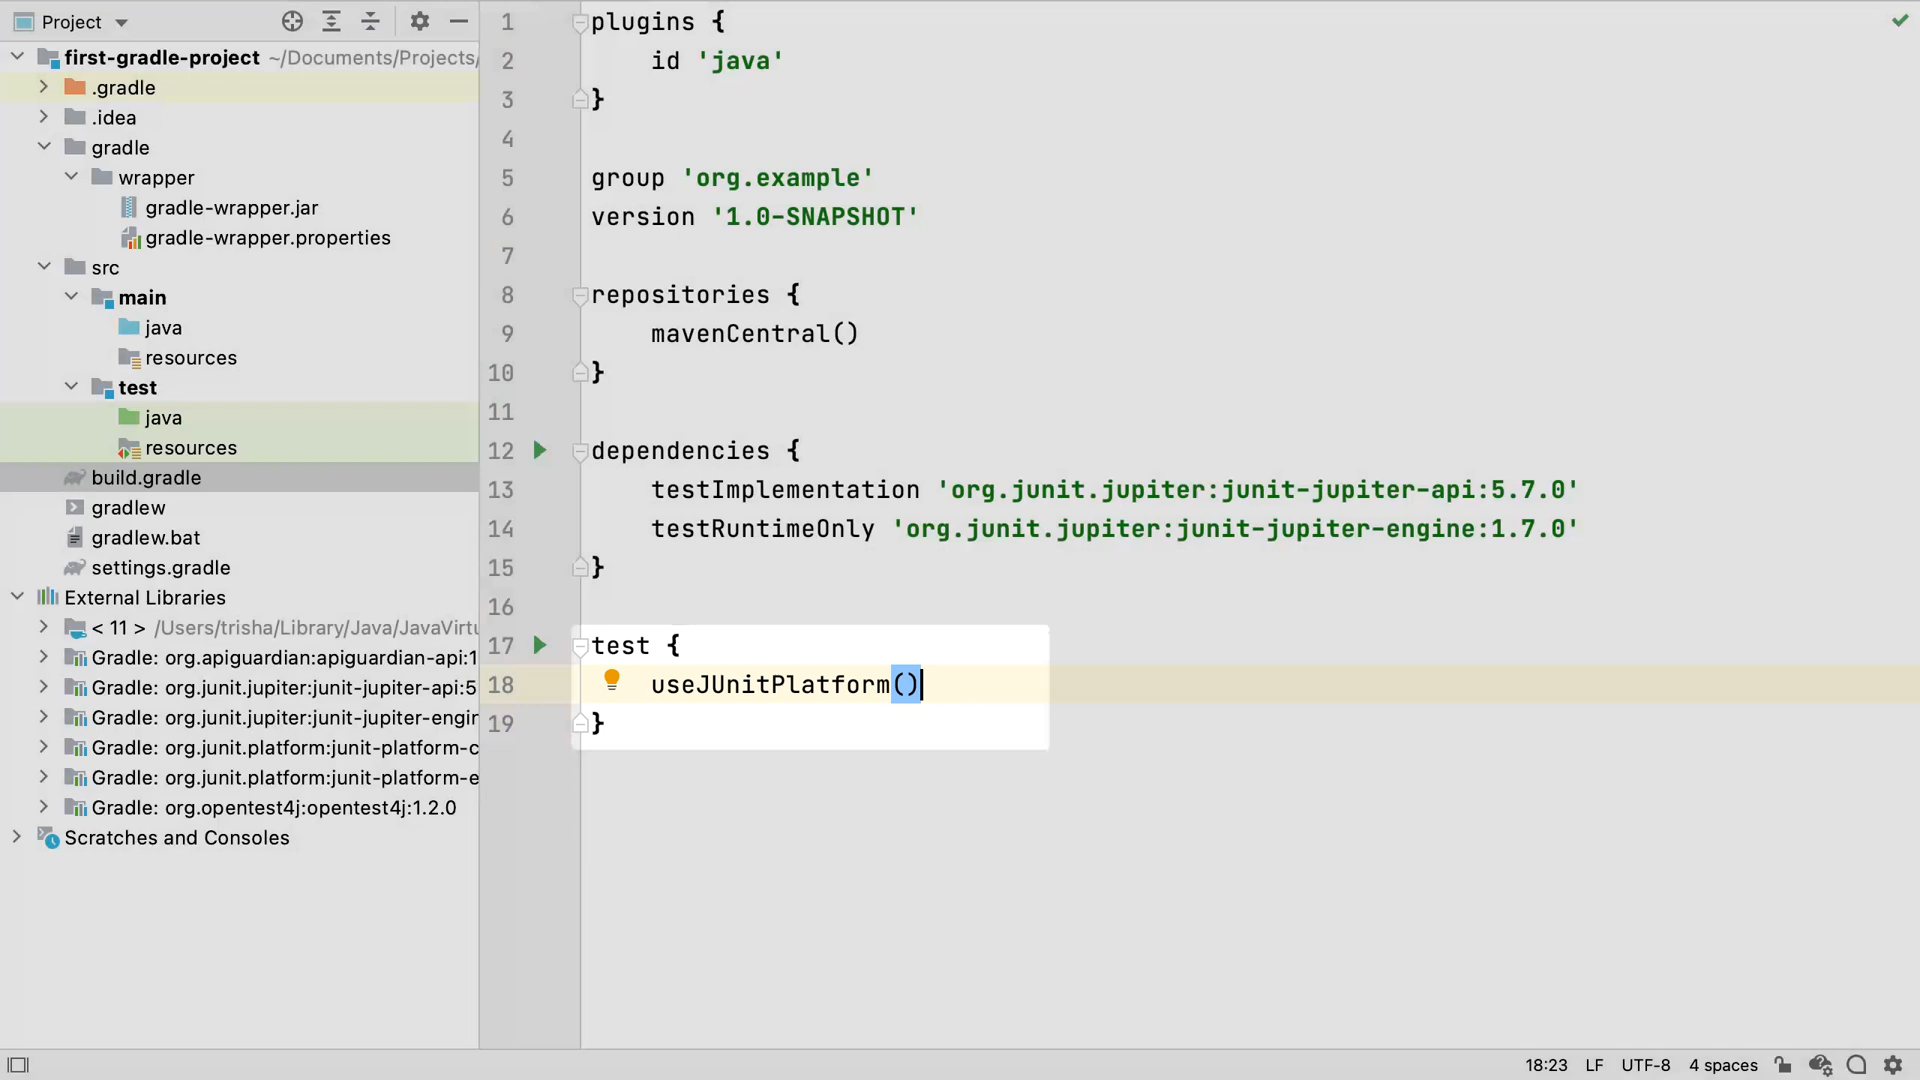 Project
first-gradle-project ~/Documents/Projects/
.gradle
.idea
gradle
wrapper
gradle-wrapper.jar
gradle-wrapper.properties
src
main
java
resources
test
java
resources
build.gradle
gradlew
gradlew.bat
settings.gradle
External Libraries
< 11 > /Users/trisha/Library/Java/JavaVirtu
Gradle: org.apiguardian:apiguardian-api:1
Gradle: org.junit.jupiter:junit-jupiter-api:5
Gradle: org.junit.jupiter:junit-jupiter-engin
Gradle: org.junit.platform:junit-platform-c
Gradle: org.junit.platform:junit-platform-e
Gradle: org.opentest4j:opentest4j:1.2.0
Scratches and Consoles
1 plugins {
2 id 'java'
3 }
4
5 group 'org.example'
6 version '1.0-SNAPSHOT'
7
8 repositories {
9 mavenCentral()
10 }
11
12 dependencies {
13 testImplementation 'org.junit.jupiter:junit-jupiter-api:5.7.0'
14 testRuntimeOnly 'org.junit.jupiter:junit-jupiter-engine:1.7.0'
15 }
16
17 test {
18 useJUnitPlatform()
19 }
18:23 LF UTF-8 4 spaces